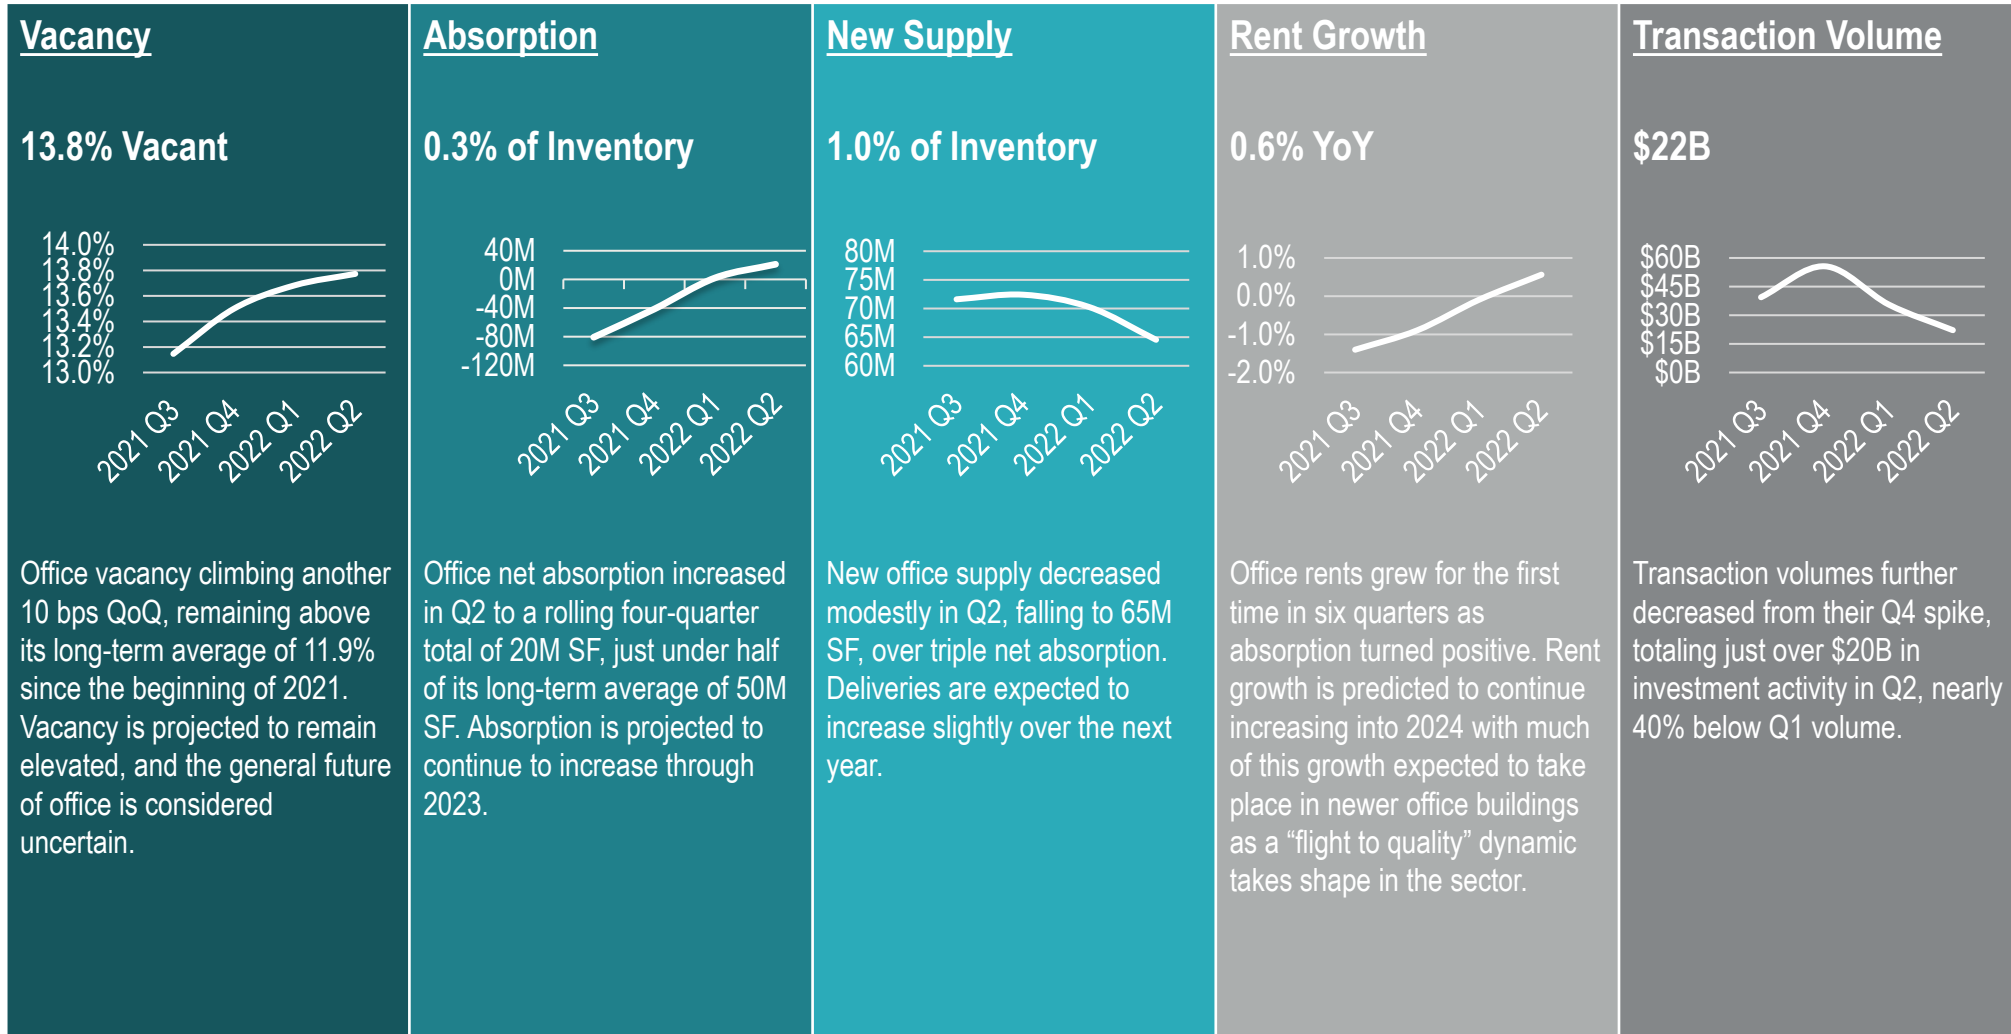 Vacancy
13.8% Vacant
14.0%
13.8%
13.6%
13.4%
13.2%
13.0%
2021 Q3
2021 Q4
2022 Q1
2022 Q2
Office vacancy climbing another
10 bps QoQ, remaining above
its long-term average of 11.9%
since the beginning of 2021.
Vacancy is projected to remain
elevated, and the general future
of office is considered
uncertain.
Absorption
0.3% of Inventory
40M
0M
-40M
-80M
-120M
2021 Q3
2021 Q4
2022 Q1
2022 Q2
Office net absorption increased
in Q2 to a rolling four-quarter
total of 20M SF, just under half
of its long-term average of 50M
SF. Absorption is projected to
continue to increase through
2023.
New Supply
1.0% of Inventory
80M
75M
70M
65M
60M
2021 Q3
2021 Q4
2022 Q1
2022 Q2
New office supply decreased
modestly in Q2, falling to 65M
SF, over triple net absorption.
Deliveries are expected to
increase slightly over the next
year.
Rent Growth
0.6% YoY
1.0%
0.0%
-1.0%
-2.0%
2021 Q3
2021 Q4
2022 Q1
2022 Q2
Office rents grew for the first
time in six quarters as
absorption turned positive. Rent
growth is predicted to continue
increasing into 2024 with much
of this growth expected to take
place in newer office buildings
as a “flight to quality” dynamic
takes shape in the sector.
Transaction Volume
$22B
$60B
$45B
$30B
$15B
$0B
2021 Q3
2021 Q4
2022 Q1
2022 Q2
Transaction volumes further
decreased from their Q4 spike,
totaling just over $20B in
investment activity in Q2, nearly
40% below Q1 volume.